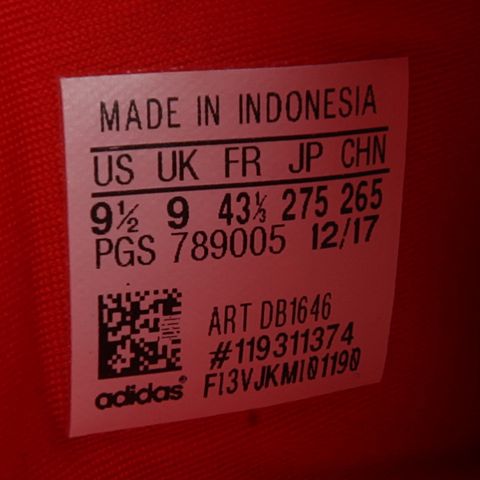 MADE IN INDONESIA
US UK FR JP CHN
9½ 9 43⅓ 275 265
PGS 789005 12/17
ART DB1646
#119311374
F13VJKMI01190
adidas